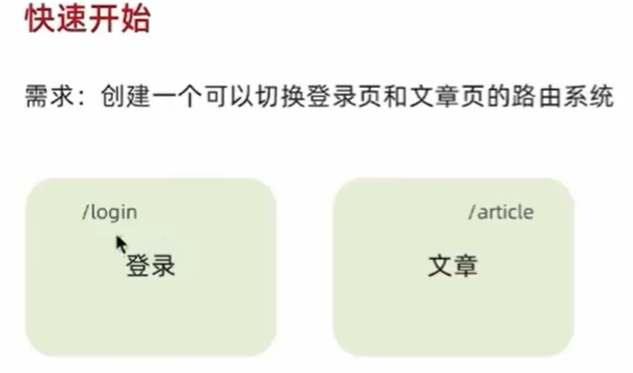 快速开始
需求：创建一个可以切换登录页和文章页的路由系统
/login
登录
/article
文章